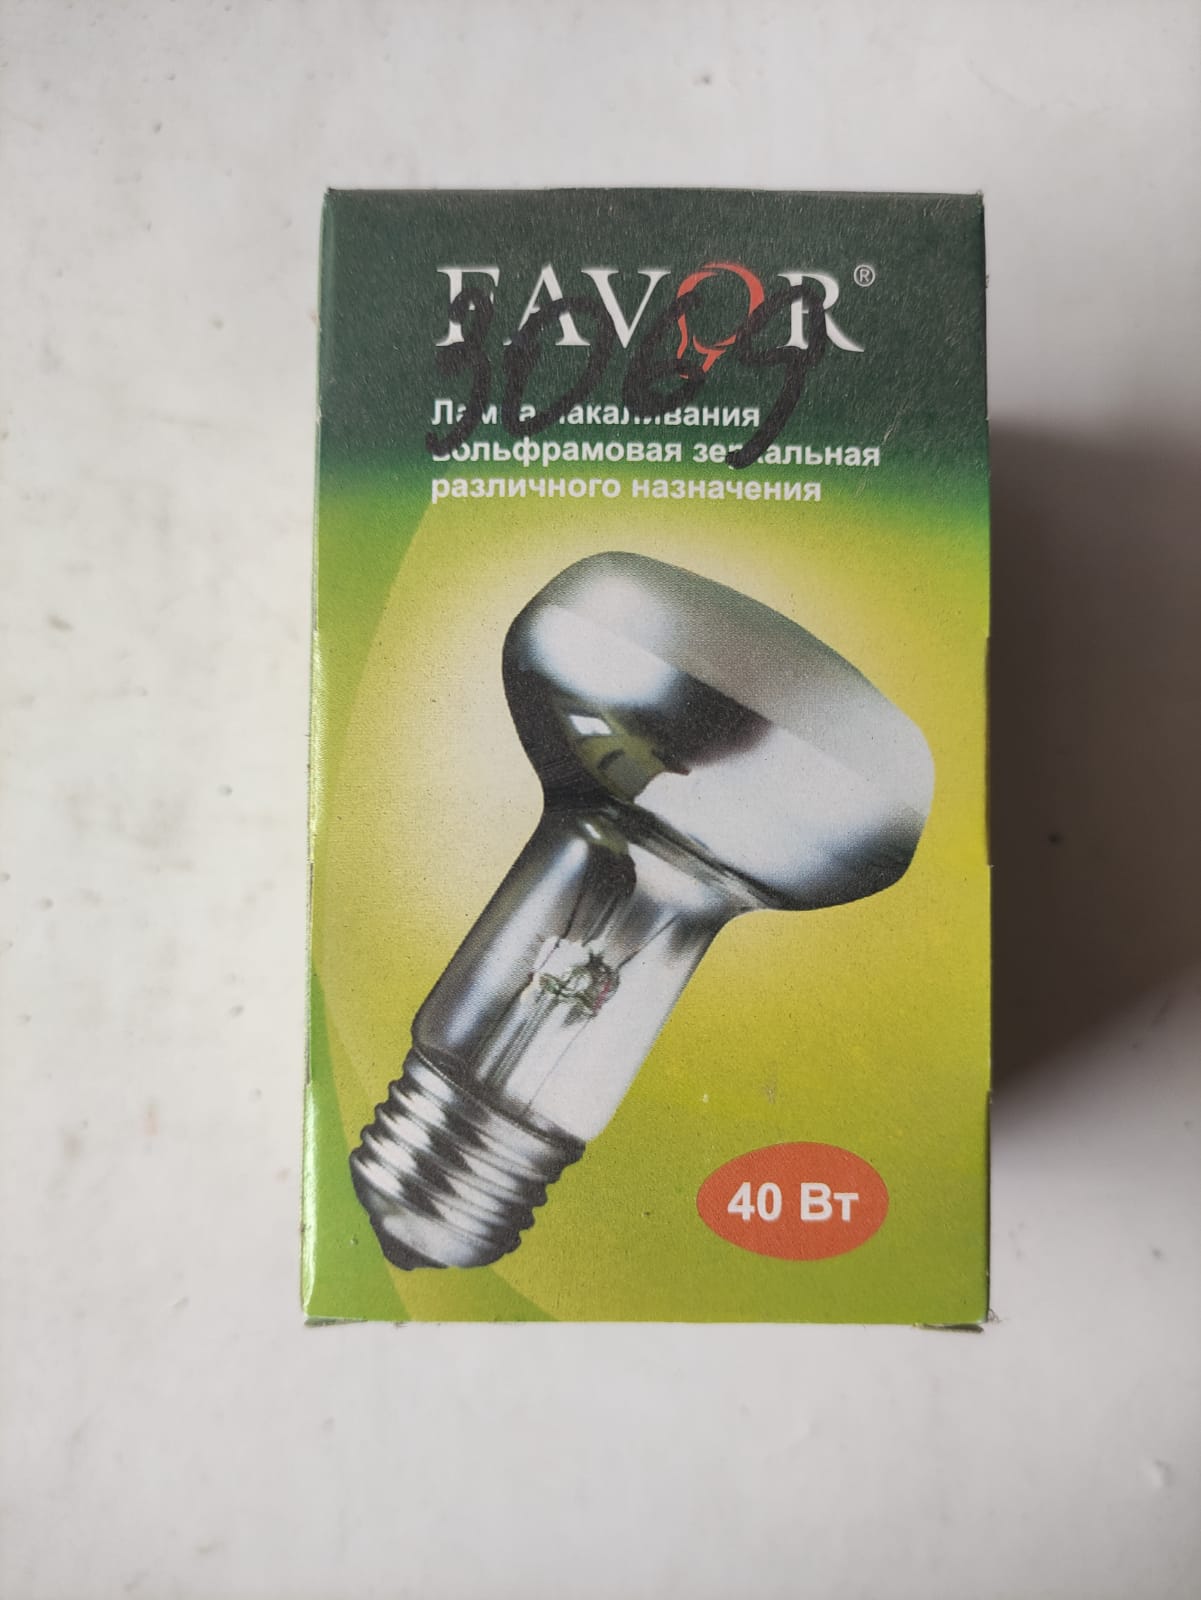 FAVOR®
3069
Лампа накаливания
вольфрамовая зеркальная
различного назначения
40 Вт